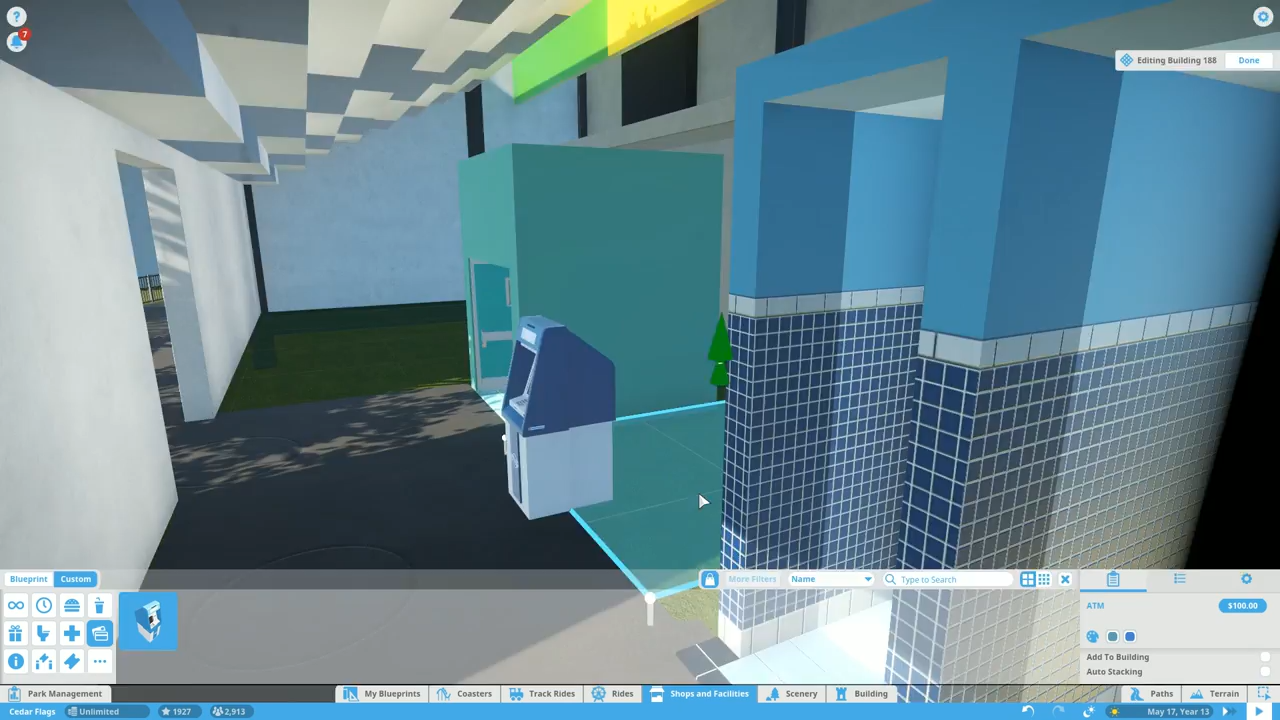 ?
7
Editing Building 188
Done
Blueprint
Custom
More Filters
Name
Type to Search
ATM
$100.00
Add To Building
Auto Stacking
Park Management
My Blueprints
Coasters
Track Rides
Rides
Shops and Facilities
Scenery
Building
Paths
Terrain
Cedar Flags
Unlimited
1927
2,913
May 17, Year 13